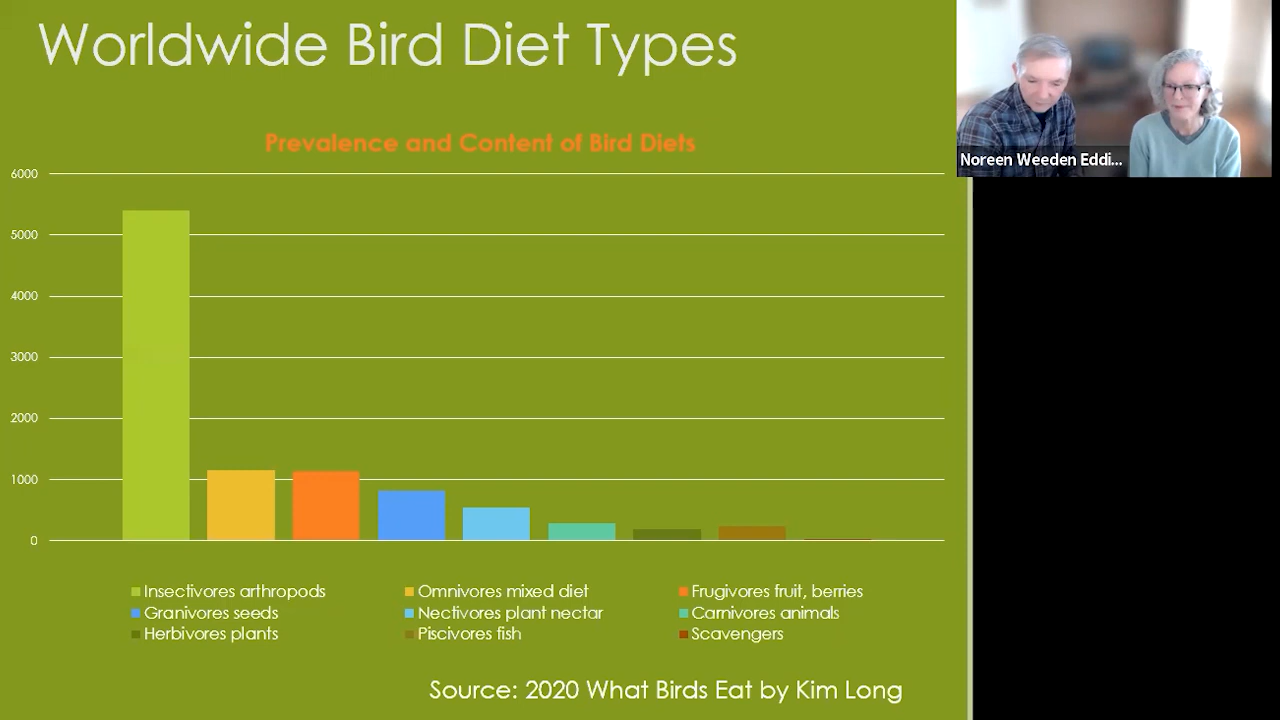 Worldwide Bird Diet Types
Noreen Weeden Eddi...
Prevalence and Content of Bird Diets
6000
5000
4000
3000
2000
1000
0
Insectivores arthropods
Omnivores mixed diet
Frugivores fruit, berries
Granivores seeds
Nectivores plant nectar
Carnivores animals
Herbivores plants
Piscivores fish
Scavengers
Source: 2020 What Birds Eat by Kim Long